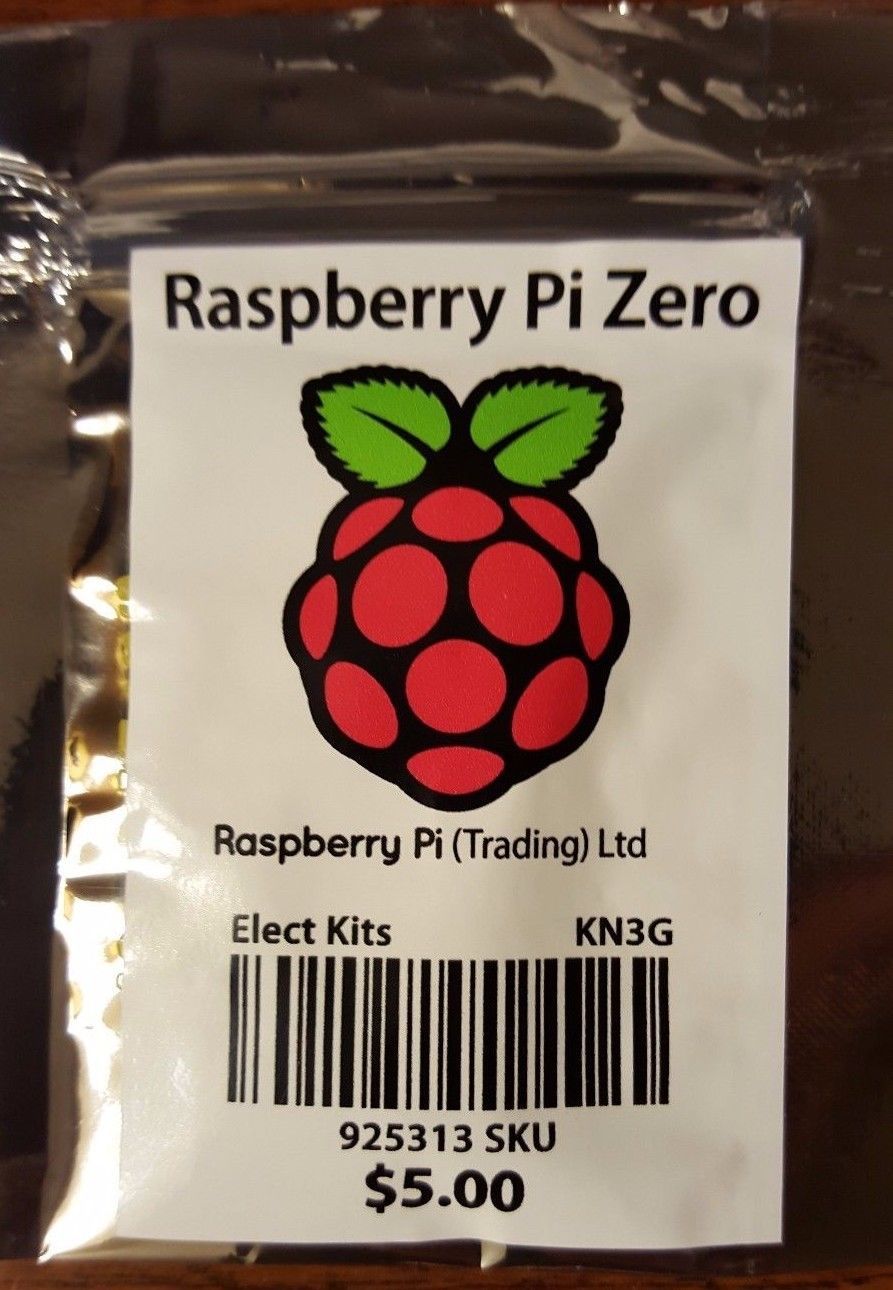 Raspberry Pi Zero
Raspberry Pi (Trading) Ltd
Elect Kits KN3G
925313 SKU
$5.00